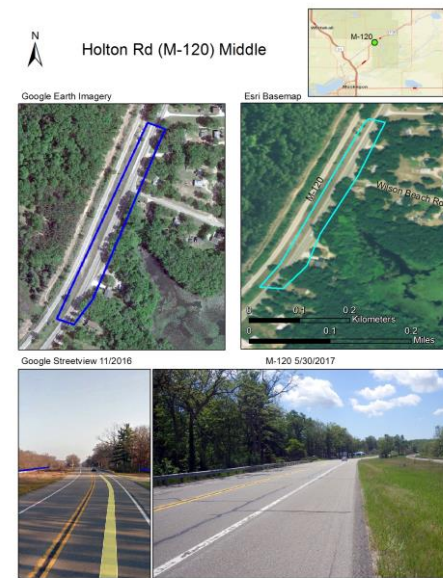 N
Holton Rd (M-120) Middle
M-120
Google Earth Imagery
Esri Basemap
M-120
Wilson Beach Rd
0 0.1 0.2
Kilometers
0 0.1 0.2
Miles
Google Streetview 11/2016
M-120 5/30/2017